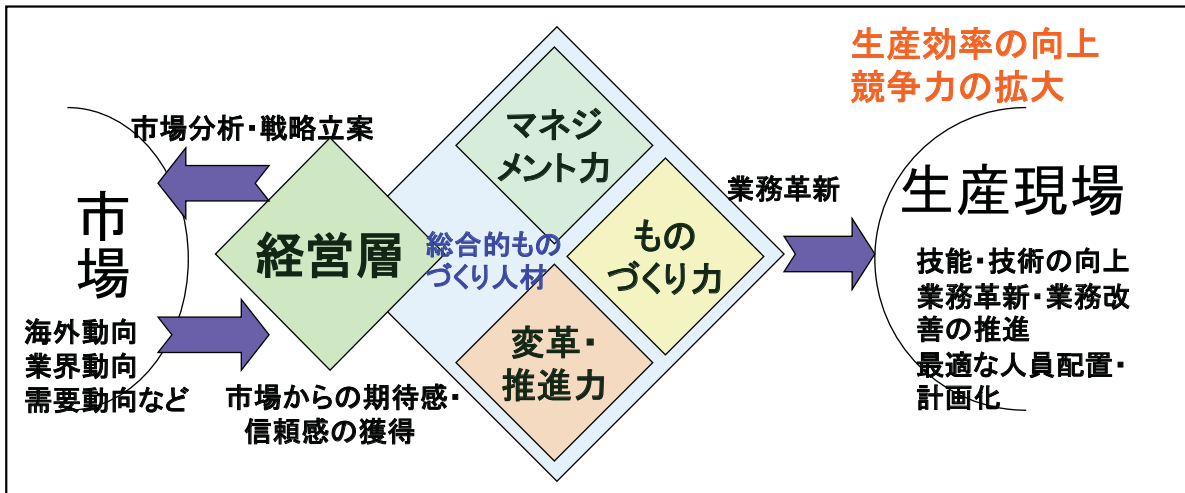 生産効率の向上
競争力の拡大
市場分析・戦略立案
市
場
海外動向
業界動向
需要動向など
経営層
市場からの期待感・
信頼感の獲得
総合的もの
づくり人材
マネジ
メント力
ものづ
くり力
変革・
推進力
業務革新
生産現場
技能・技術の向上
業務革新・業務改
善の推進
最適な人員配置・
計画化